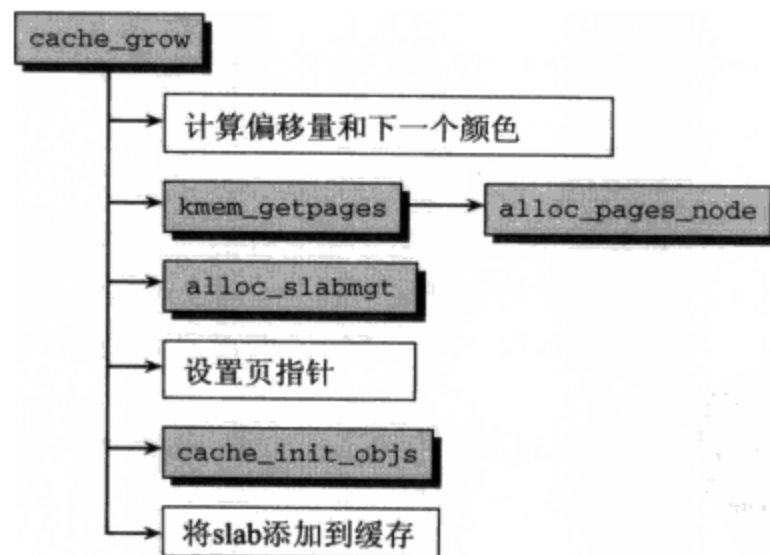 cache_grow
计算偏移量和下一个颜色
kmem_getpages
alloc_pages_node
alloc_slabmgt
设置页指针
cache_init_objs
将slab添加到缓存